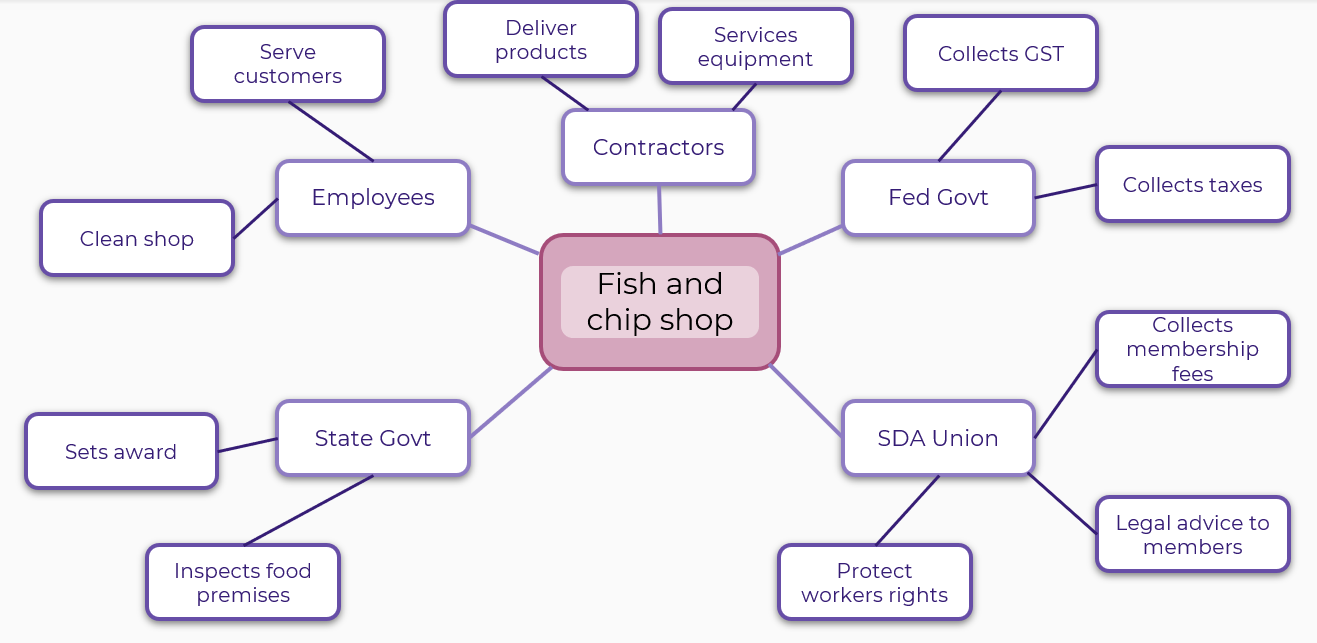 Deliver
products
Services
equipment
Serve
customers
Collects GST
Contractors
Employees
Fed Govt
Collects taxes
Clean shop
Fish and
chip shop
Collects
membership
fees
State Govt
SDA Union
Sets award
Legal advice to
members
Inspects food
premises
Protect
workers rights